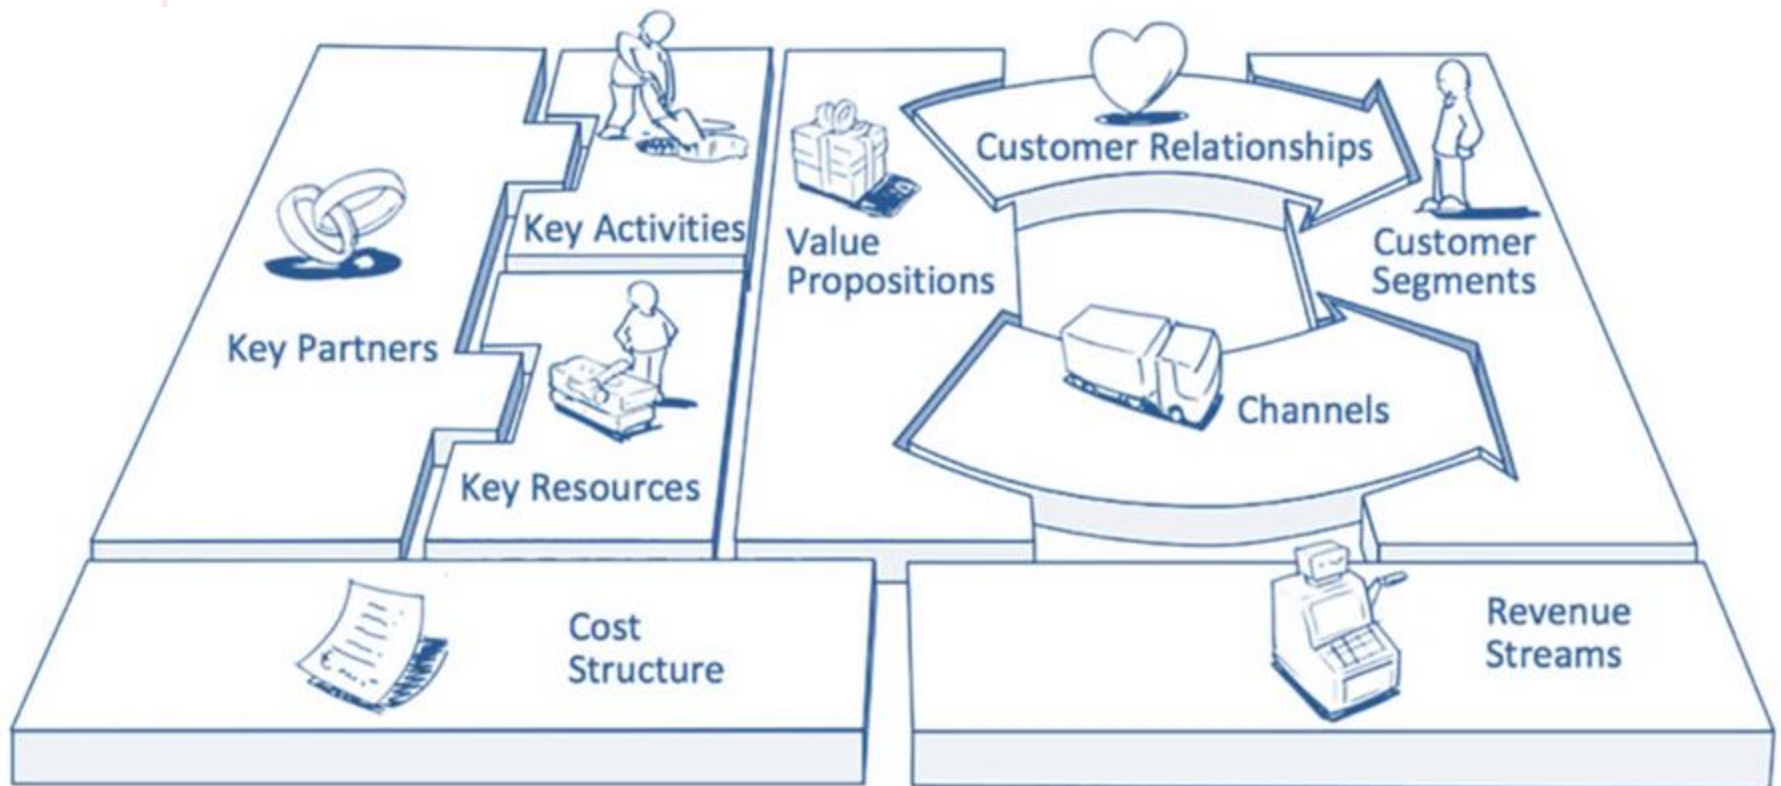 Key Partners
Key Activities
Key Resources
Value
Propositions
Customer Relationships
Channels
Customer
Segments
Cost
Structure
Revenue
Streams